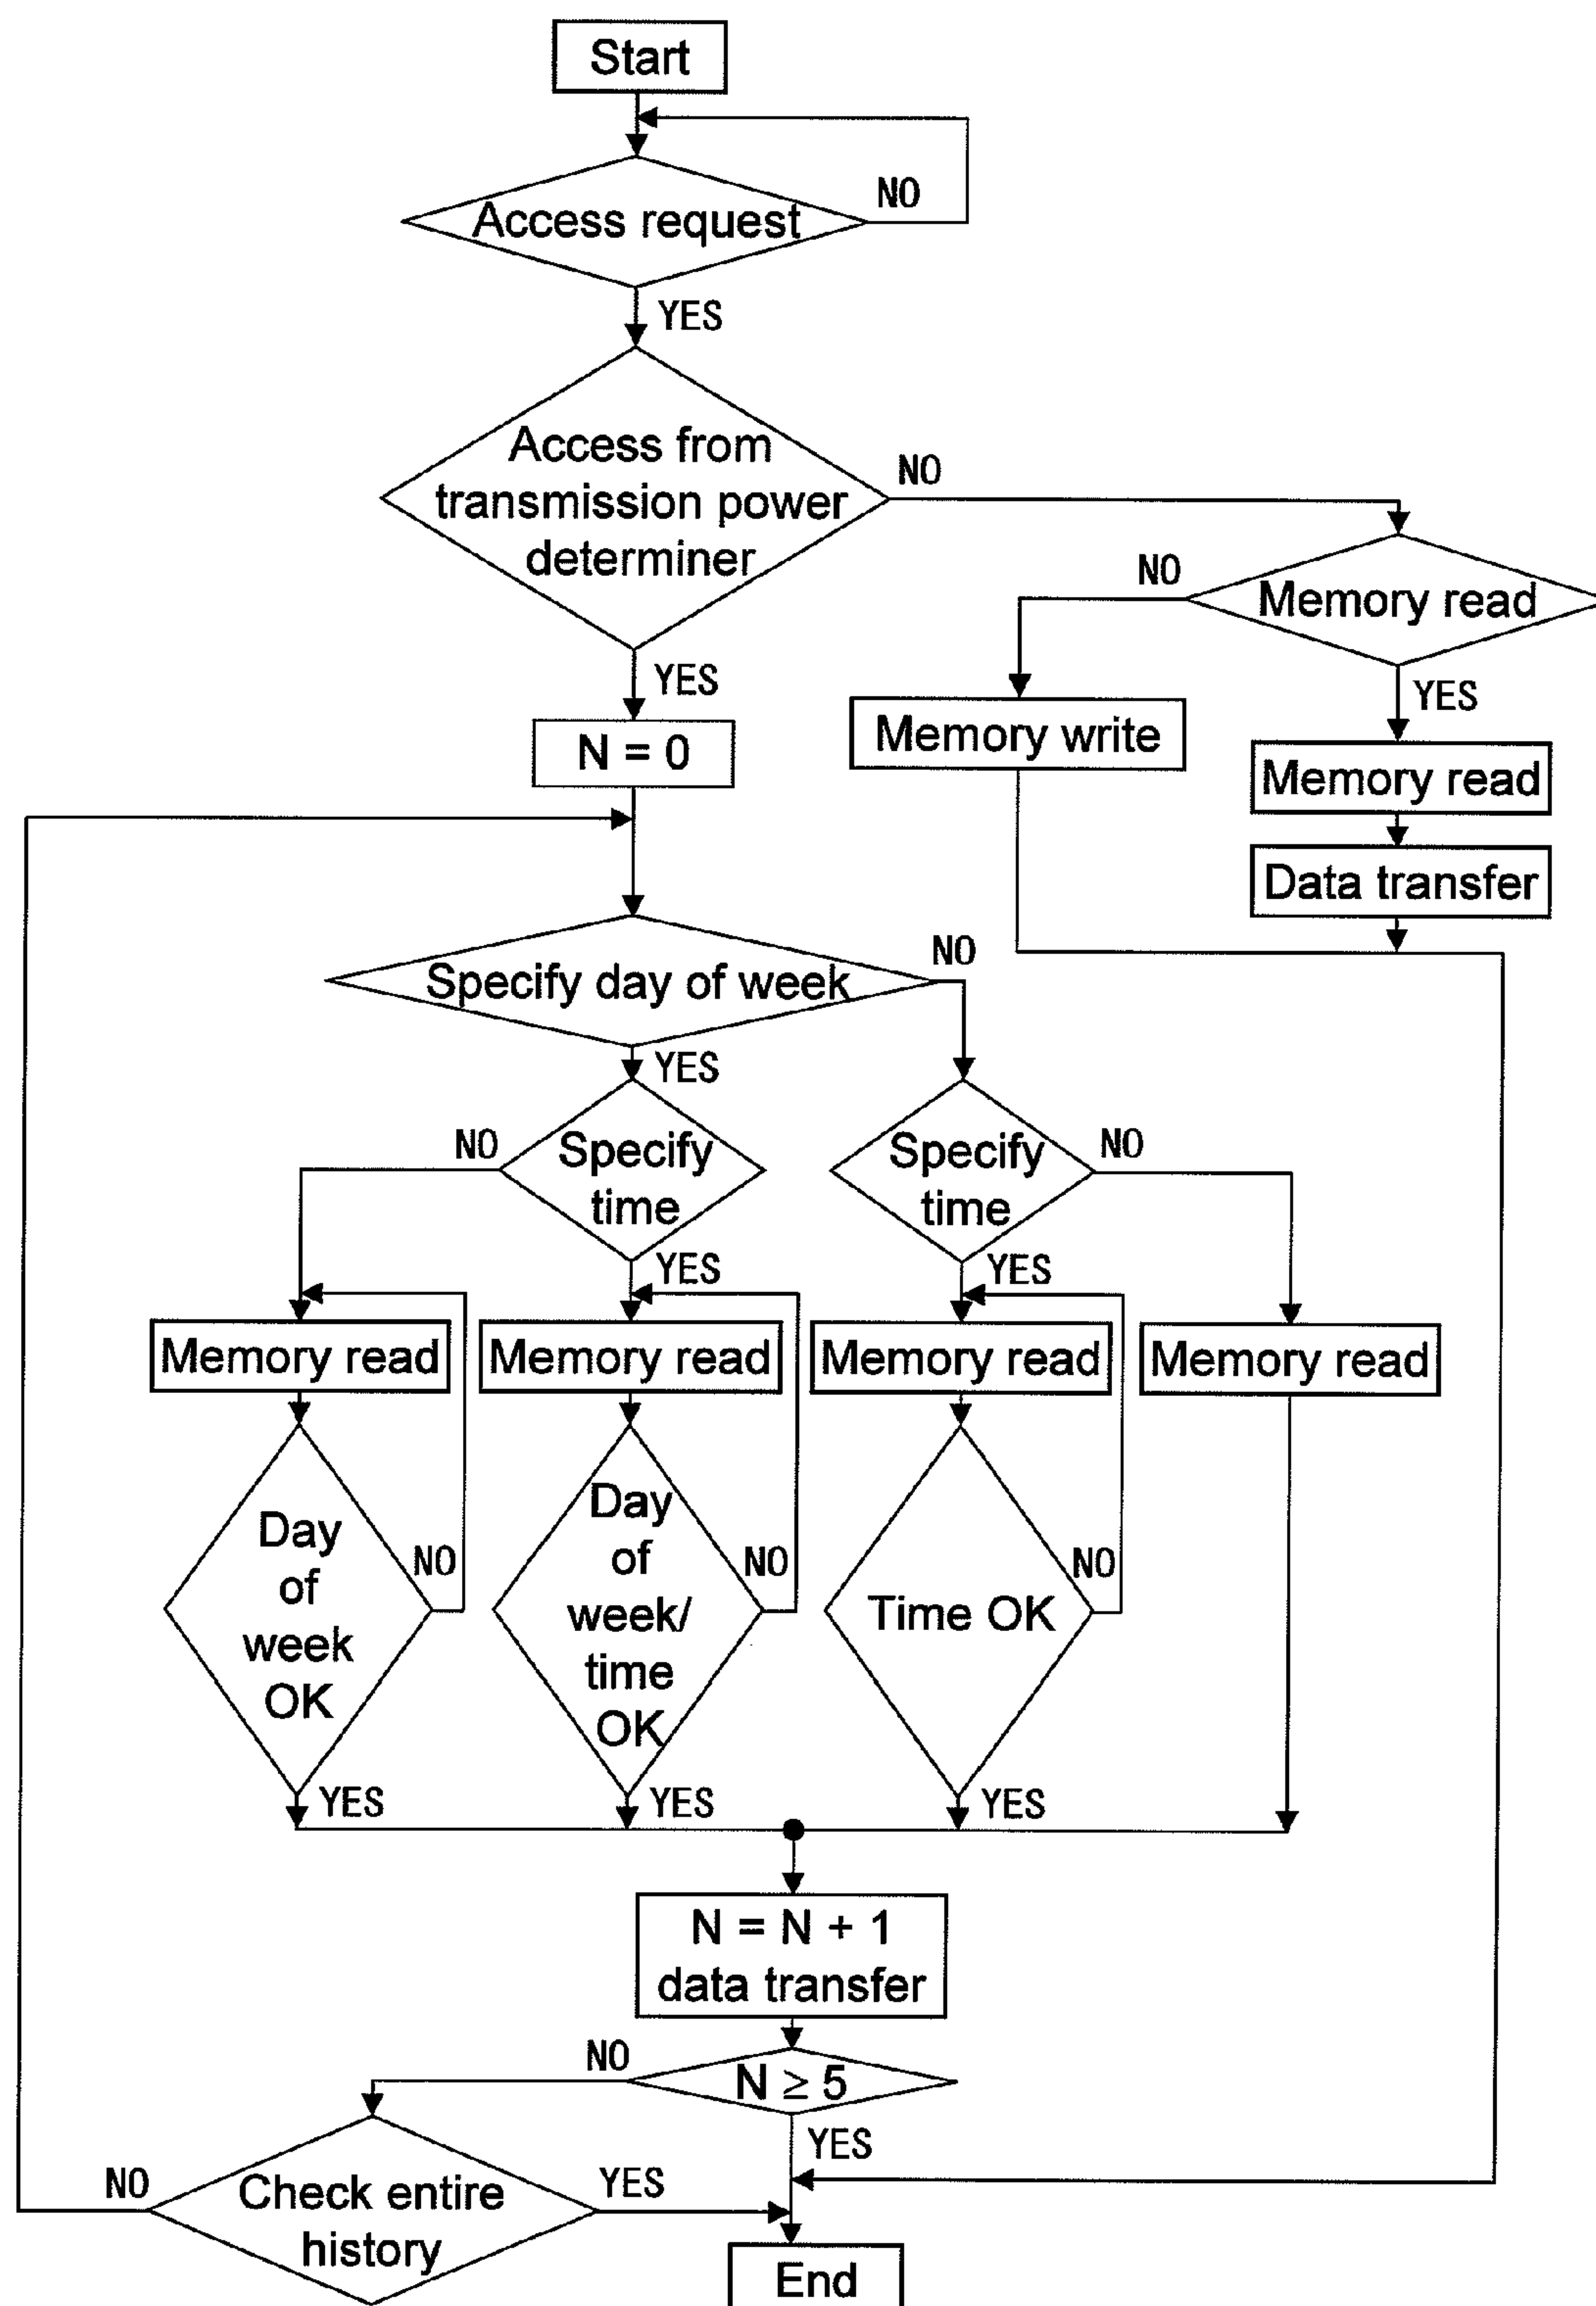 Start
Access request
NO
YES
Access from
transmission power
determiner
NO
YES
NO
Memory read
YES
N = 0
Memory write
Memory read
Data transfer
Specify day of week
NO
YES
NO
Specify
time
YES
Specify
time
NO
YES
Memory read
Memory read
Memory read
Memory read
Day
of
week
OK
NO
YES
Day
of
week/
time
OK
NO
YES
Time OK
NO
YES
N = N + 1
data transfer
NO
N ≥ 5
YES
NO
Check entire
history
YES
End